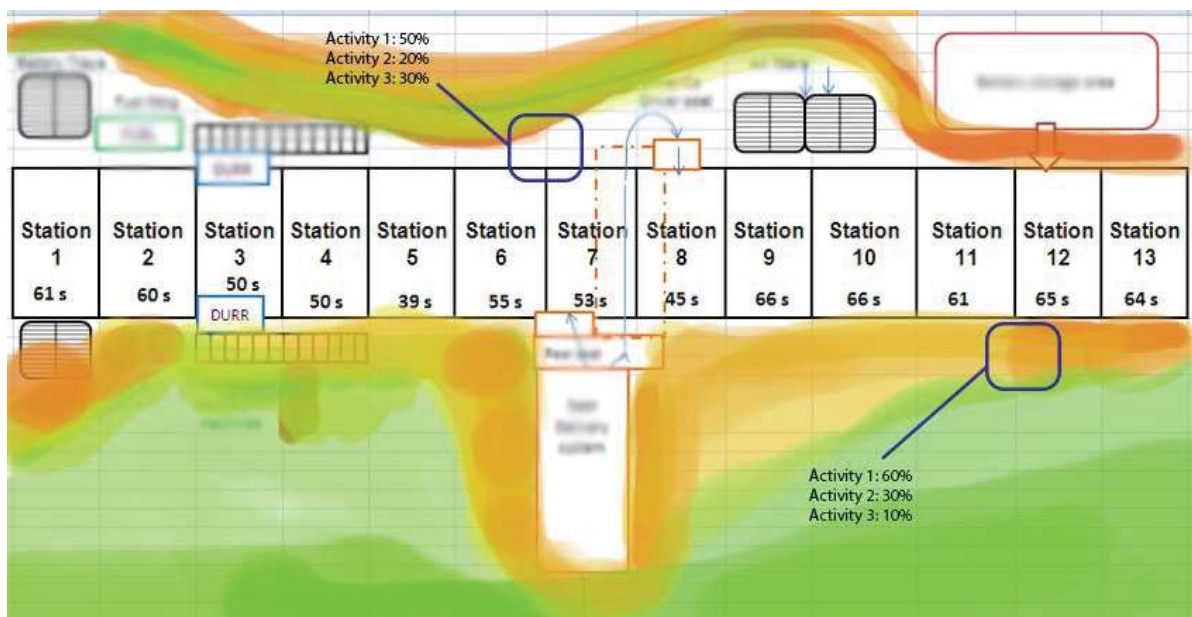 Activity 1: 50%
Activity 2: 20%
Activity 3: 30%
DURR
Station 1
Station 2
Station 3
Station 4
Station 5
Station 6
Station 7
Station 8
Station 9
Station 10
Station 11
Station 12
Station 13
61 s
60 s
50 s
50 s
39 s
55 s
53 s
45 s
66 s
66 s
61
65 s
64 s
DURR
Activity 1: 60%
Activity 2: 30%
Activity 3: 10%